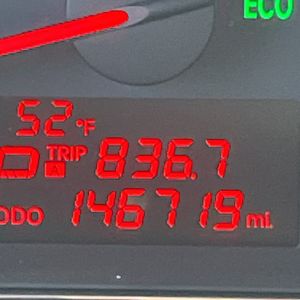 ECO
52°F
D TRIP A 836.7
ODO 146719 mi.